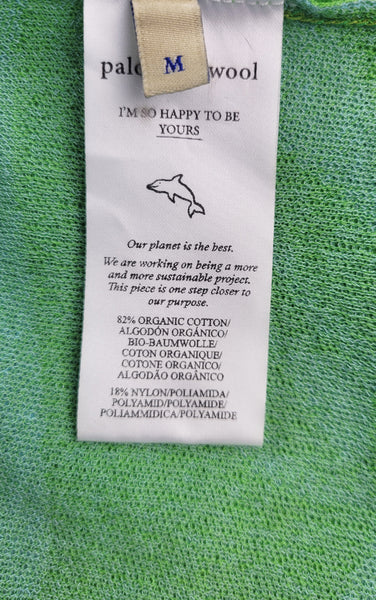 M
palo wool
I'M SO HAPPY TO BE
YOURS
Our planet is the best.
We are working on being a more
and more sustainable project.
This piece is one step closer to
our purpose.
82% ORGANIC COTTON/
ALGODÓN ORGÁNICO/
BIO-BAUMWOLLE/
COTON ORGANIQUE/
COTONE ORGANICO/
ALGODÃO ORGÂNICO
18% NYLON/POLIAMIDA/
POLYAMID/POLYAMIDE/
POLIAMMIDICA/POLYAMIDE